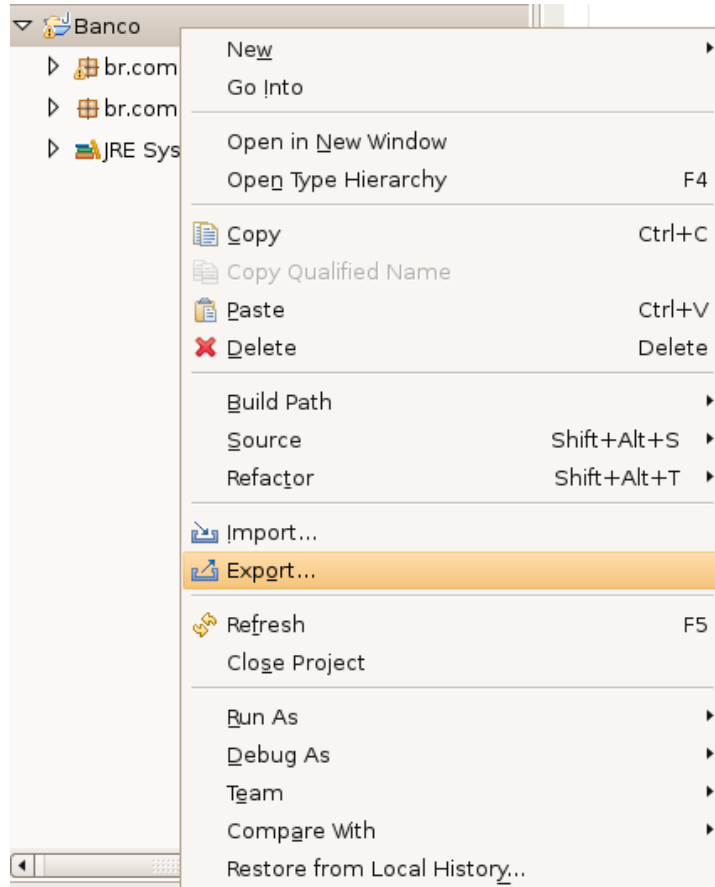 Banco
br.com
br.com
JRE Sys
New
Go Into
Open in New Window
Open Type Hierarchy F4
Copy Ctrl+C
Copy Qualified Name
Paste Ctrl+V
Delete Delete
Build Path
Source Shift+Alt+S
Refactor Shift+Alt+T
Import...
Export...
Refresh F5
Close Project
Run As
Debug As
Team
Compare With
Restore from Local History...